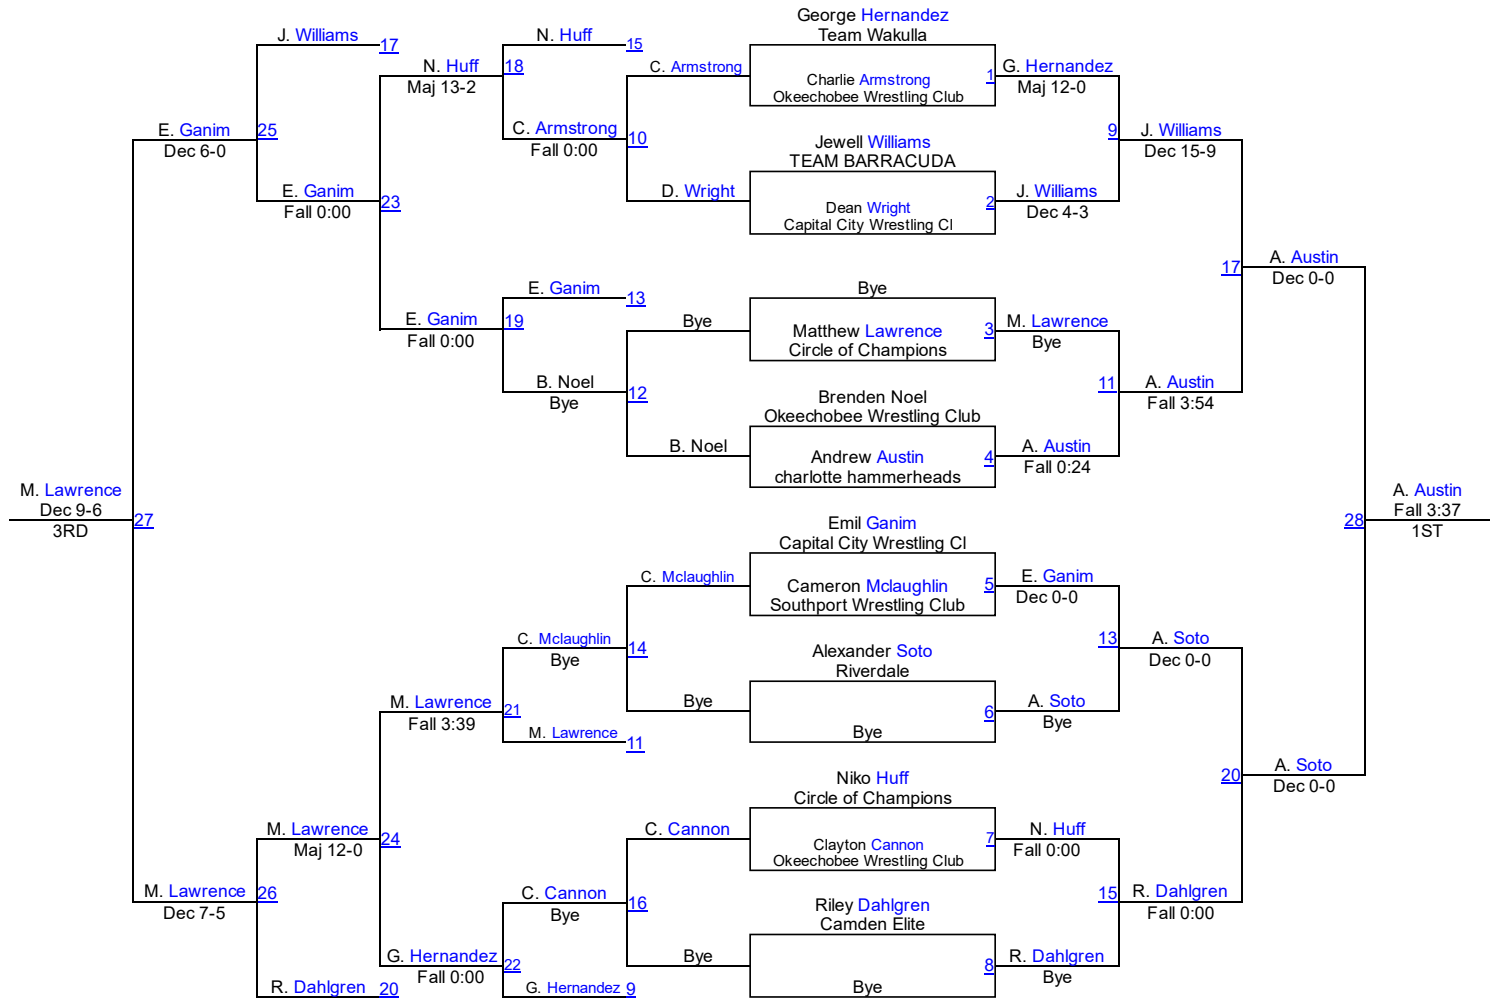 George Hernandez
Team Wakulla
J. Williams
17
N. Huff
15
N. Huff
18
Maj 13-2
C. Armstrong
Charlie Armstrong
1
Okeechobee Wrestling Club
G. Hernandez
Maj 12-0
E. Ganim
25
Dec 6-0
C. Armstrong
10
Fall 0:00
Jewell Williams
TEAM BARRACUDA
9
J. Williams
Dec 15-9
E. Ganim
23
Fall 0:00
D. Wright
Dean Wright
2
Capital City Wrestling Cl
J. Williams
Dec 4-3
17
A. Austin
Dec 0-0
E. Ganim
13
Bye
E. Ganim
19
Fall 0:00
Bye
Matthew Lawrence
3
Circle of Champions
M. Lawrence
Bye
B. Noel
12
Bye
Brenden Noel
Okeechobee Wrestling Club
11
A. Austin
Fall 3:54
B. Noel
Andrew Austin
4
charlotte hammerheads
A. Austin
Fall 0:24
M. Lawrence
Dec 9-6
27
3RD
A. Austin
Fall 3:37
28
1ST
Emil Ganim
Capital City Wrestling Cl
C. Mclaughlin
Cameron Mclaughlin
5
Southport Wrestling Club
E. Ganim
Dec 0-0
C. Mclaughlin
14
Bye
Alexander Soto
Riverdale
13
A. Soto
Dec 0-0
M. Lawrence
21
Fall 3:39
M. Lawrence
11
Bye
6
Bye
A. Soto
Bye
Niko Huff
Circle of Champions
20
A. Soto
Dec 0-0
M. Lawrence
24
Maj 12-0
C. Cannon
Clayton Cannon
7
Okeechobee Wrestling Club
N. Huff
Fall 0:00
M. Lawrence
26
Dec 7-5
C. Cannon
16
Bye
Riley Dahlgren
Camden Elite
15
R. Dahlgren
Fall 0:00
G. Hernandez
22
Fall 0:00
Bye
8
Bye
R. Dahlgren
Bye
R. Dahlgren
20
G. Hernandez
9